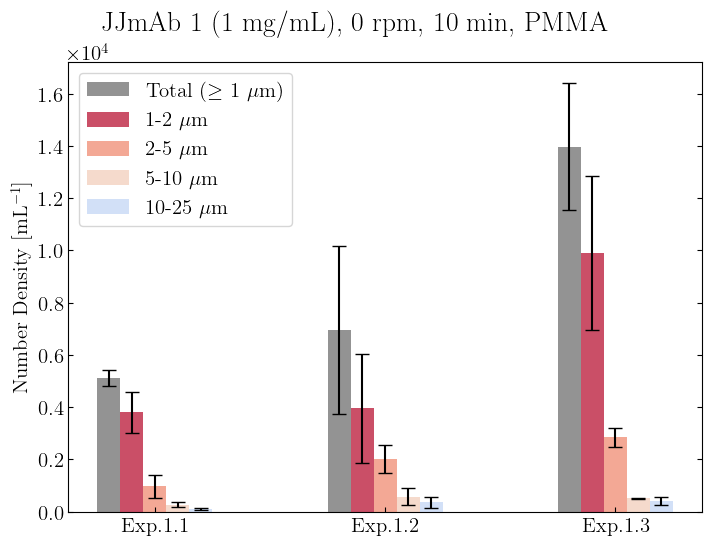 JJmAb 1 (1 mg/mL), 0 rpm, 10 min, PMMA
×10⁴
Total (≥ 1 μm)
1-2 μm
2-5 μm
5-10 μm
10-25 μm
Number Density [mL⁻¹]
1.6
1.4
1.2
1.0
0.8
0.6
0.4
0.2
0.0
Exp.1.1 Exp.1.2 Exp.1.3